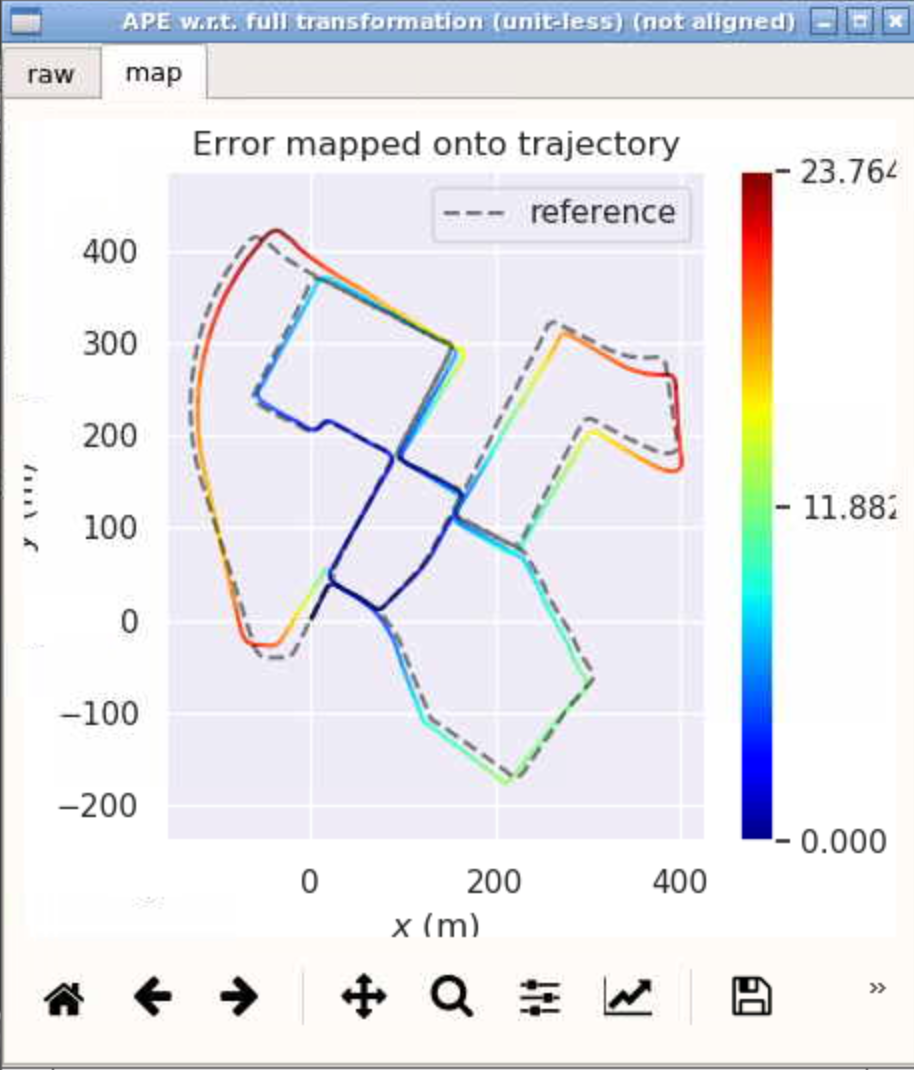 APE w.r.t. full transformation (unit-less) (not aligned)
raw
map
Error mapped onto trajectory
reference
23.764
11.882
0.000
400
300
200
100
0
−100
−200
0
200
400
x (m)
»